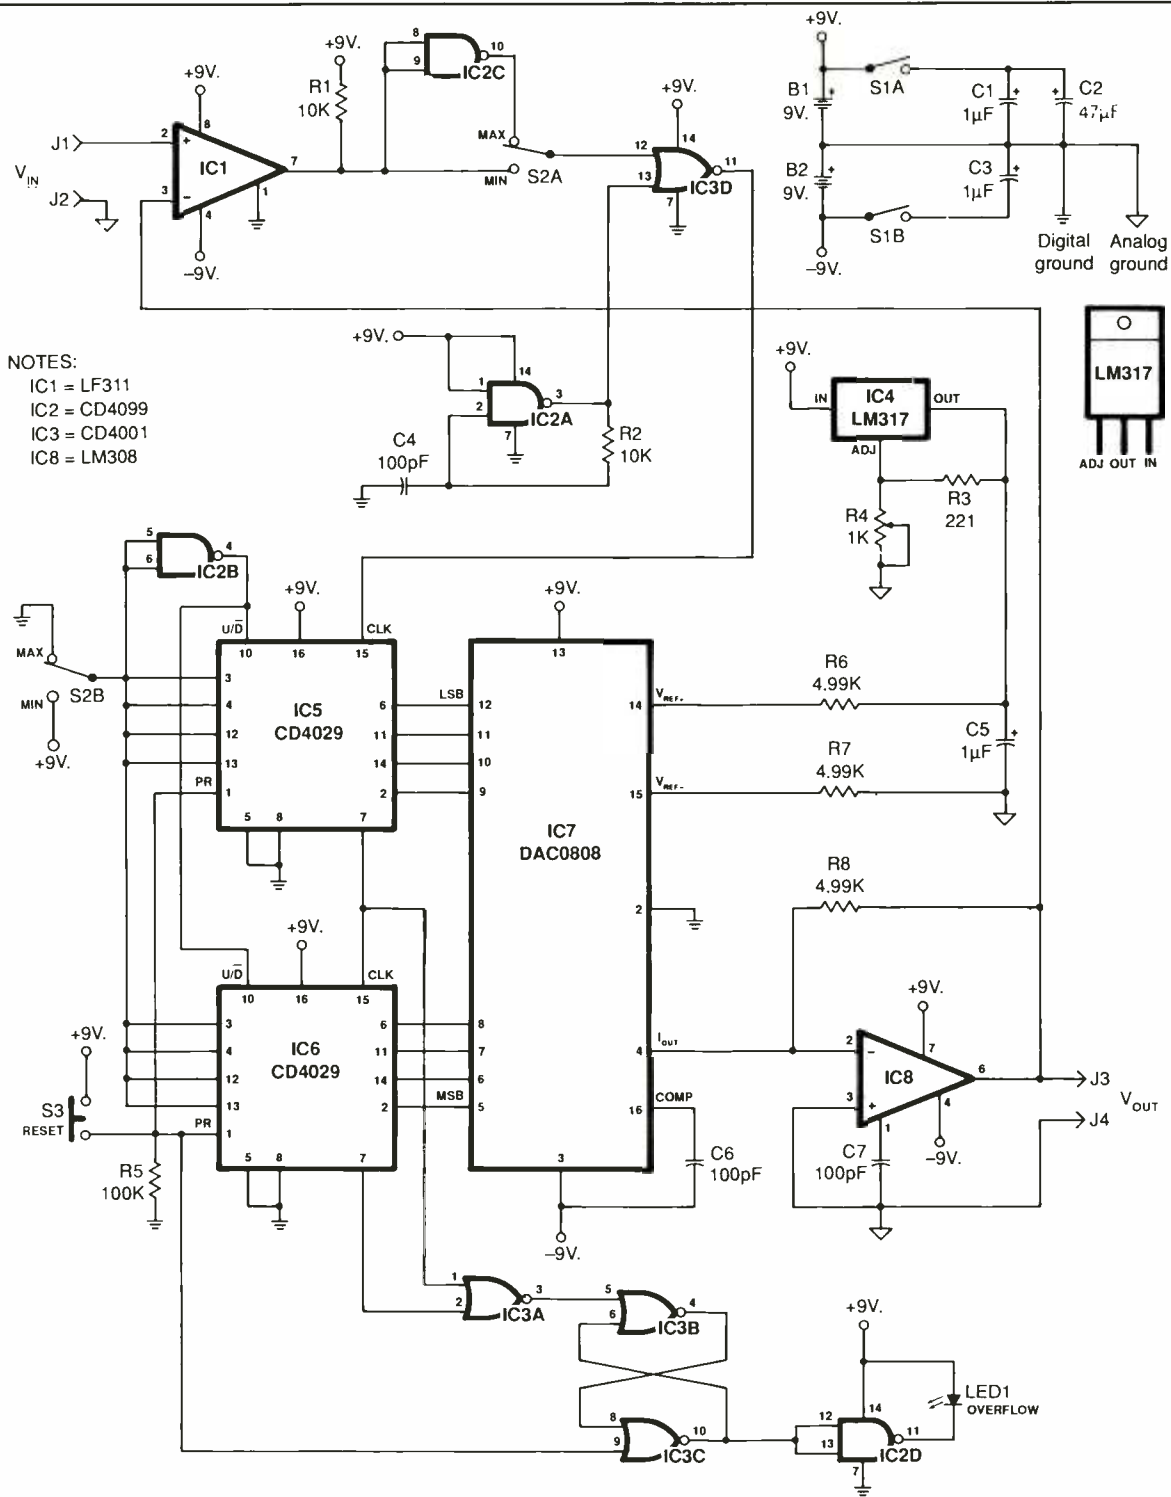 +9V.
+9V.
8
9
10
IC2C
+9V.
R1
10K
+9V.
8
J1
2
+
IC1
7
1
V_IN
J2
3
–
4
–9V.
MAX
MIN
S2A
+9V.
14
12
13
11
IC3D
7
B1
9V.
+
S1A
C1
1µF
+
C2
47µF
+
B2
9V.
+
C3
1µF
+
S1B
–9V.
Digital
ground
Analog
ground
NOTES:
IC1 = LF311
IC2 = CD4099
IC3 = CD4001
IC8 = LM308
+9V.
14
1
2
3
IC2A
7
C4
100pF
R2
10K
+9V.
IN
IC4
LM317
OUT
ADJ
R3
221
R4
1K
LM317
ADJ OUT IN
5
6
4
IC2B
MAX
S2B
MIN
+9V.
+9V.
U/D̅
10
16
CLK
15
3
4
12
13
PR
1
IC5
CD4029
6
11
14
2
5
8
7
LSB
+9V.
13
12
11
10
9
IC7
DAC0808
14
V_REF+
R6
4.99K
15
V_REF–
R7
4.99K
C5
1µF
+
2
R8
4.99K
+9V.
U/D̅
10
16
CLK
15
3
4
12
13
PR
1
IC6
CD4029
6
11
14
2
5
8
7
MSB
8
7
6
5
4
I_OUT
16
COMP
3
–9V.
C6
100pF
+9V.
S3
RESET
R5
100K
+9V.
7
2
–
IC8
3
+
6
4
1
–9V.
C7
100pF
J3
V_OUT
J4
1
2
3
IC3A
5
6
4
IC3B
8
9
10
IC3C
+9V.
14
12
13
11
IC2D
7
LED1
OVERFLOW